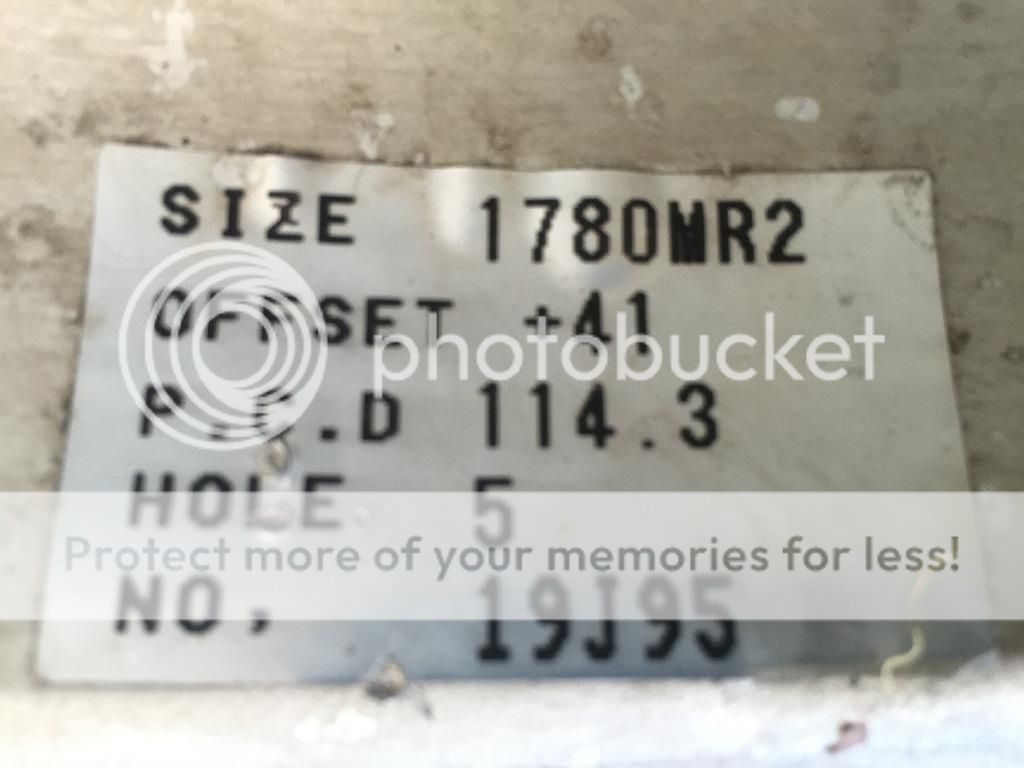 SIZE 1780MR2
OFFSET +41
photobucket
P.C.D 114.3
HOLE 5
Protect more of your memories for less!
NO, 19J95